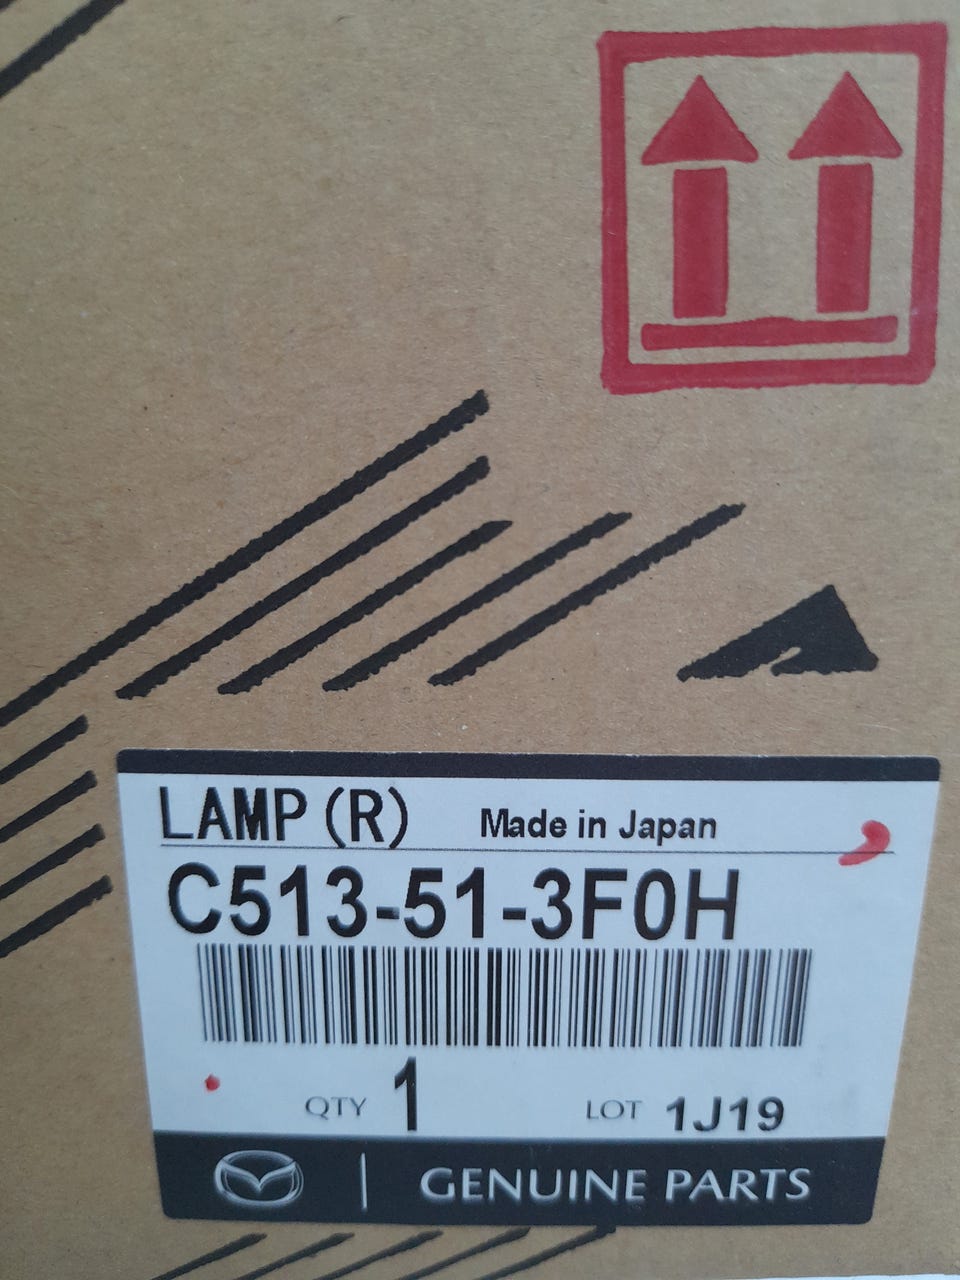 LAMP (R) Made in Japan
C513-51-3F0H
QTY 1 LOT 1J19
GENUINE PARTS